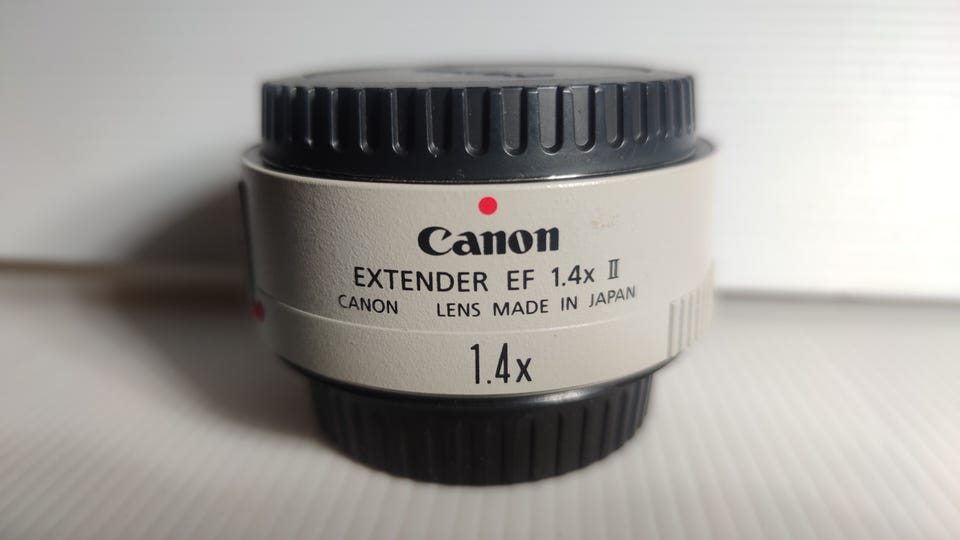 Canon
EXTENDER EF 1.4x II
CANON LENS MADE IN JAPAN
1.4x